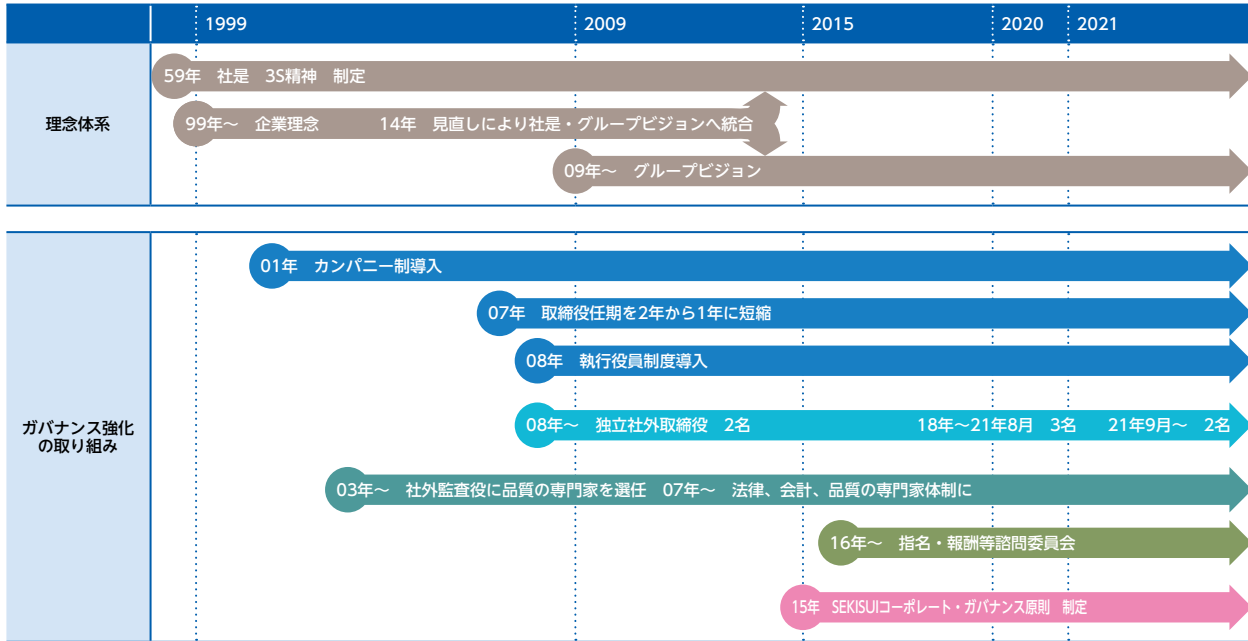 1999 2009 2015 2020 2021
理念体系
59年 社是 3S精神 制定
99年～ 企業理念 14年 見直しにより社是・グループビジョンへ統合
09年～ グループビジョン
ガバナンス強化
の取り組み
01年 カンパニー制導入
07年 取締役任期を2年から1年に短縮
08年 執行役員制度導入
08年～ 独立社外取締役 2名 18年～21年8月 3名 21年9月～ 2名
03年～ 社外監査役に品質の専門家を選任 07年～ 法律、会計、品質の専門家体制に
16年～ 指名・報酬等諮問委員会
15年 SEKISUIコーポレート・ガバナンス原則 制定